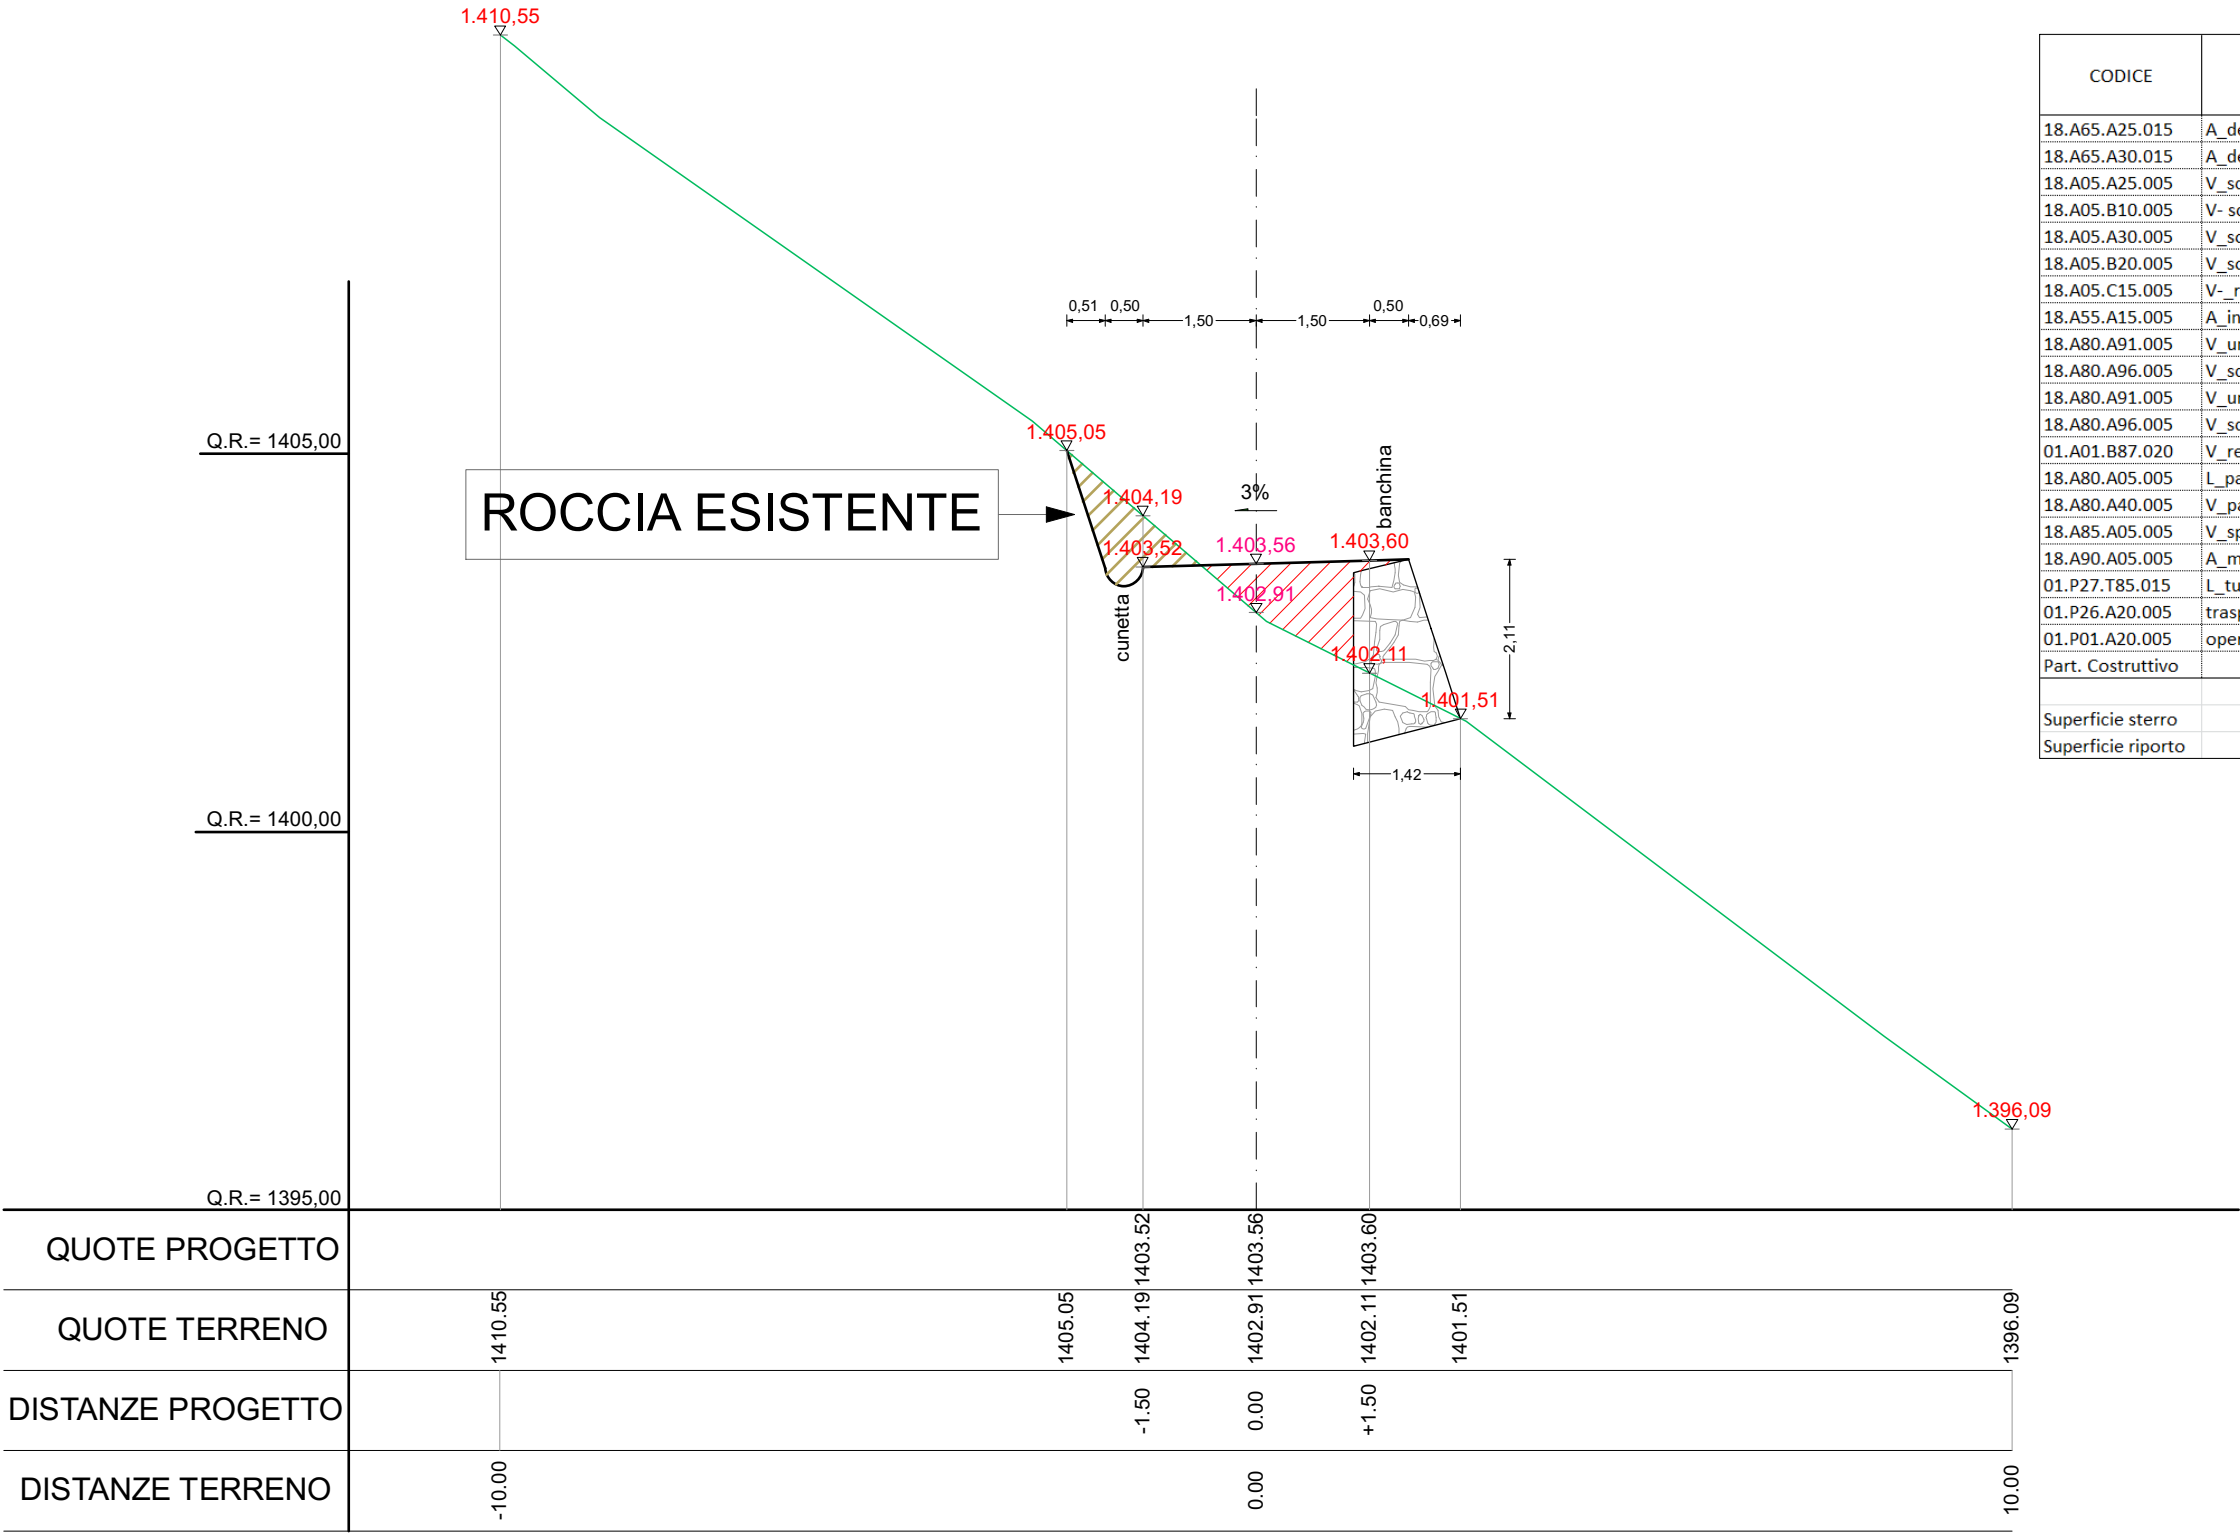 1.410,55
CODICE
18.A65.A25.015
18.A65.A30.015
18.A05.A25.005
18.A05.B10.005
18.A05.A30.005
18.A05.B20.005
18.A05.C15.005
18.A55.A15.005
18.A80.A91.005
18.A80.A96.005
18.A80.A91.005
18.A80.A96.005
01.A01.B87.020
18.A80.A05.005
18.A80.A40.005
18.A85.A05.005
18.A90.A05.005
01.P27.T85.015
01.P26.A20.005
01.P01.A20.005
Part. Costruttivo
Superficie sterro
Superficie riporto
0,51 0,50 1,50 1,50 0,50 0,69
Q.R.= 1405,00
1.405,05
ROCCIA ESISTENTE
1.404,19
3%
banchina
1.403,52
1.403,56
1.403,60
1.402,91
cunetta
2,11
1.402,11
1.401,51
1,42
Q.R.= 1400,00
1.396,09
Q.R.= 1395,00
QUOTE PROGETTO 1403.52 1403.56 1403.60
QUOTE TERRENO 1410.55 1405.05 1404.19 1402.91 1402.11 1401.51 1396.09
DISTANZE PROGETTO -1.50 0.00 +1.50
DISTANZE TERRENO -10.00 0.00 10.00